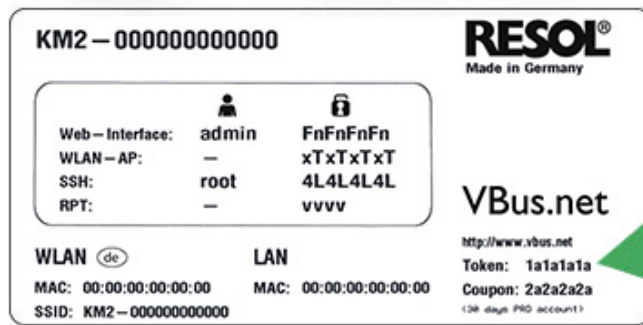 KM2-000000000000
RESOL®
Made in Germany
Web-Interface: admin FnFnFnFn
WLAN-AP: - xTxTxTxT
SSH: root 4L4L4L4L
RPT: - vvvv
VBus.net
http://www.vbus.net
Token: 1a1a1a1a
Coupon: 2a2a2a2a
(30 days PRO account)
WLAN de LAN
MAC: 00:00:00:00:00:00 MAC: 00:00:00:00:00:00
SSID: KM2-000000000000